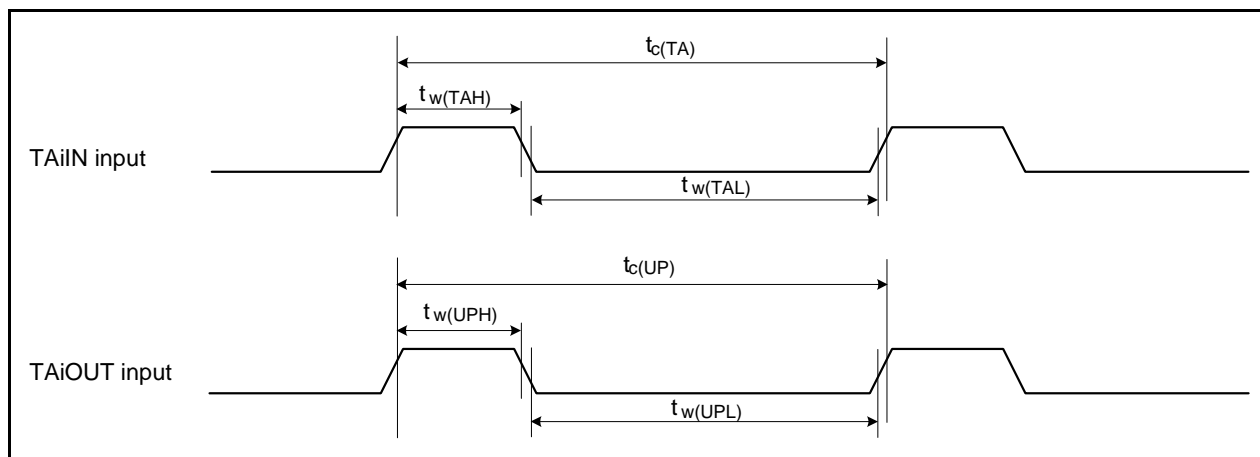 tc(TA)
tw(TAH)
TAiIN input
tw(TAL)
tc(UP)
tw(UPH)
TAiOUT input
tw(UPL)